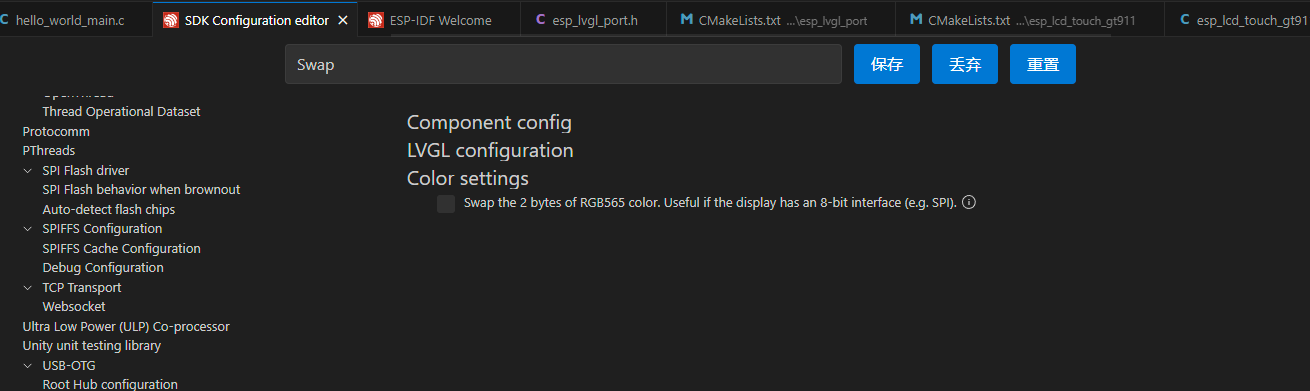 hello_world_main.c
SDK Configuration editor
ESP-IDF Welcome
C esp_lvgl_port.h
M CMakeLists.txt ...\esp_lvgl_port
M CMakeLists.txt ...\esp_lcd_touch_gt911
C esp_lcd_touch_gt91
Swap
保存
丢弃
重置
Thread Operational Dataset
Protocomm
PThreads
SPI Flash driver
SPI Flash behavior when brownout
Auto-detect flash chips
SPIFFS Configuration
SPIFFS Cache Configuration
Debug Configuration
TCP Transport
Websocket
Ultra Low Power (ULP) Co-processor
Unity unit testing library
USB-OTG
Root Hub configuration
Component config
LVGL configuration
Color settings
Swap the 2 bytes of RGB565 color. Useful if the display has an 8-bit interface (e.g. SPI).